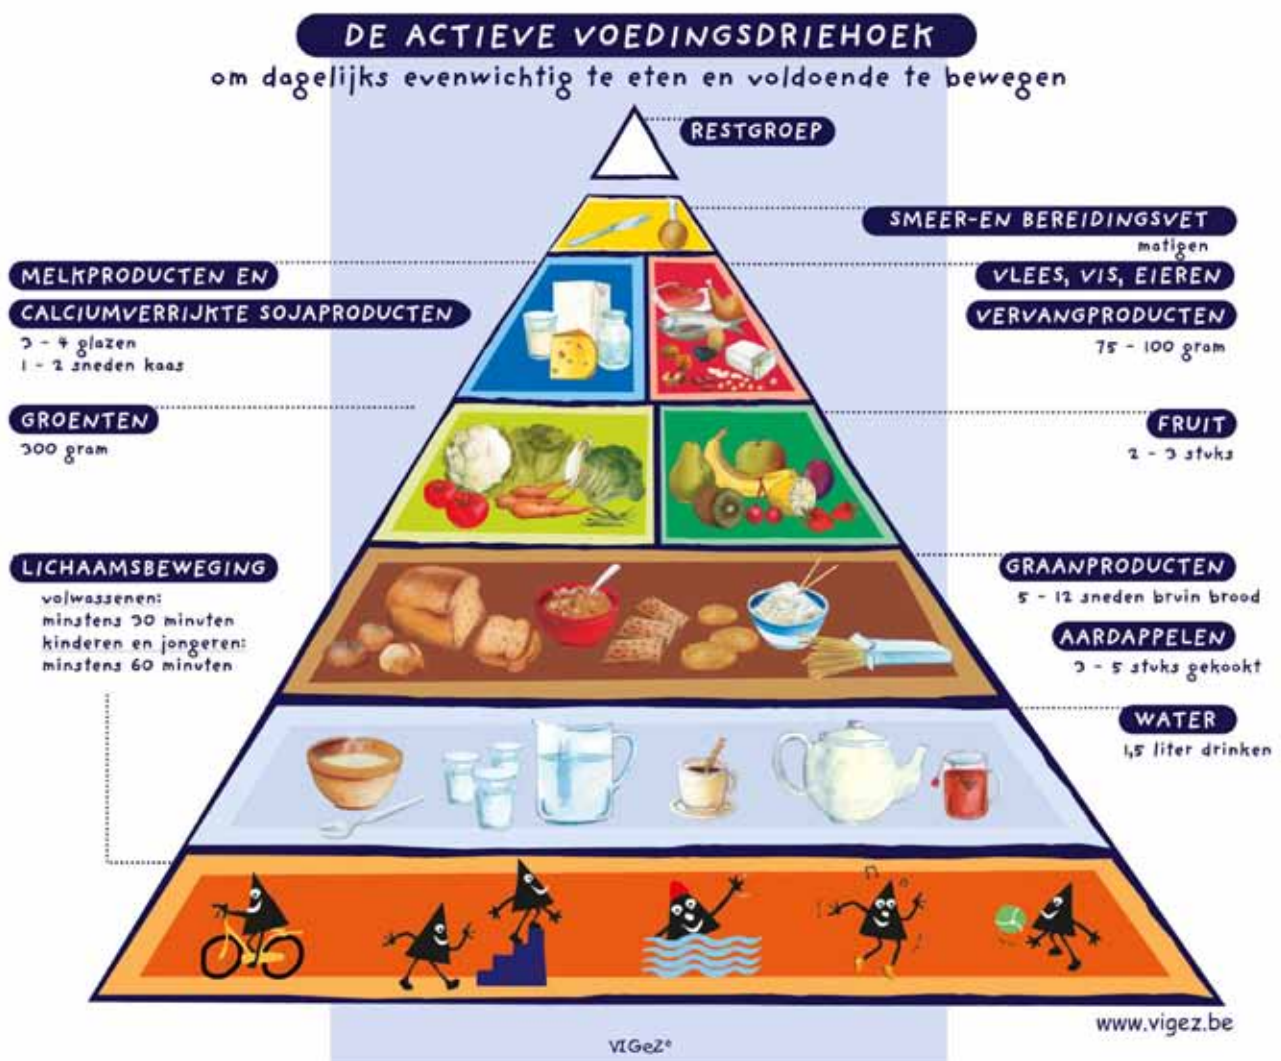 DE ACTIEVE VOEDINGSDRIEHOEK
om dagelijks evenwichtig te eten en voldoende te bewegen
RESTGROEP
SMEER-EN BEREIDINGSVET
matigen
MELKPRODUCTEN EN
CALCIUMVERRIJKTE SOJAPRODUCTEN
3 - 4 glazen
1 - 2 sneden kaas
VLEES, VIS, EIEREN
VERVANGPRODUCTEN
75 - 100 gram
GROENTEN
300 gram
FRUIT
2 - 3 stuks
LICHAAMSBEWEGING
volwassenen:
minstens 30 minuten
kinderen en jongeren:
minstens 60 minuten
GRAANPRODUCTEN
5 - 12 sneden bruin brood
AARDAPPELEN
3 - 5 stuks gekookt
WATER
1,5 liter drinken
www.vigez.be
VIGeZ®